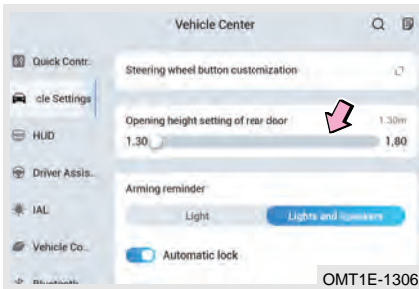 Vehicle Center
Quick Contr.
Steering wheel button customization
cle Settings
Opening height setting of rear door
1.30m
HUD
1.30
1,80
Driver Assis..
Arming reminder
IAL
Light
Lights and speakers
Vehicle Co..
Automatic lock
Bluetooth
OMT1E-1306